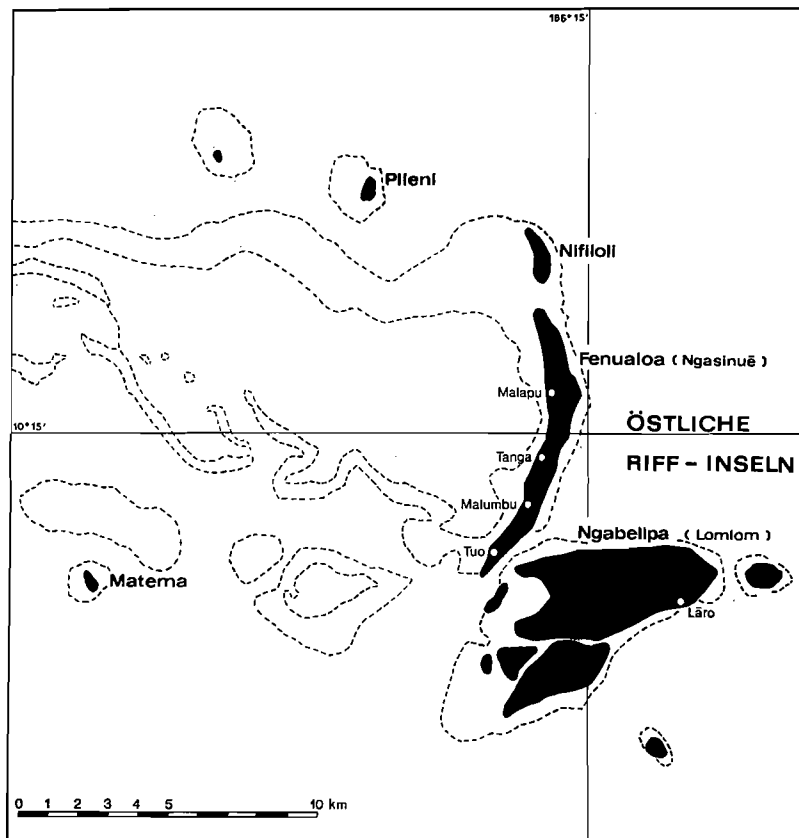 166°15'
Pileni
Nifiloli
Fenualoa (Ngasinuē)
Malapu
10°15'
ÖSTLICHE
RIFF-INSELN
Tanga
Malumbu
Ngabelipa (Lomlom)
Tuo
Matema
Lāro
0 1 2 3 4 5 10 km